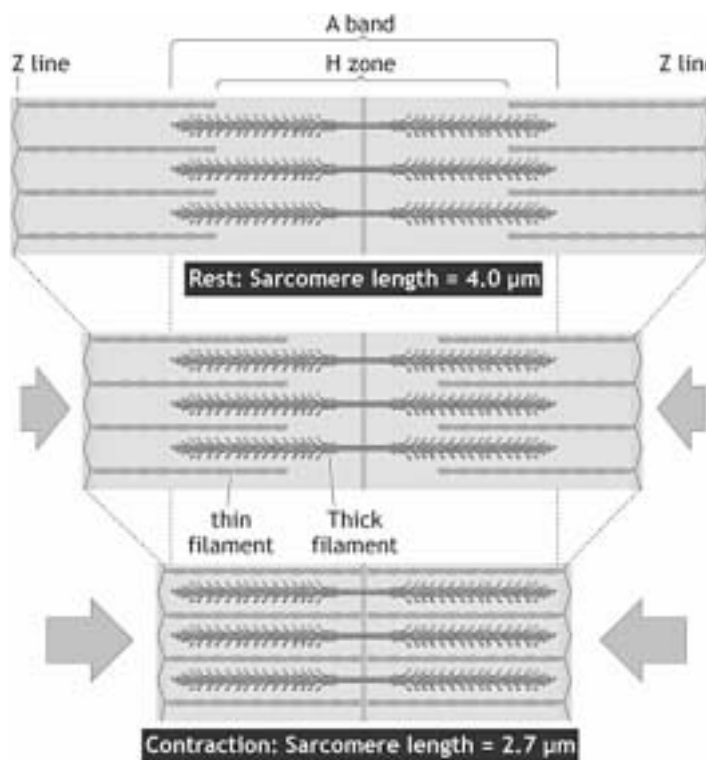 A band
Z line
H zone
Z line
Rest: Sarcomere length = 4.0 µm
thin
filament
Thick
filament
Contraction: Sarcomere length = 2.7 µm